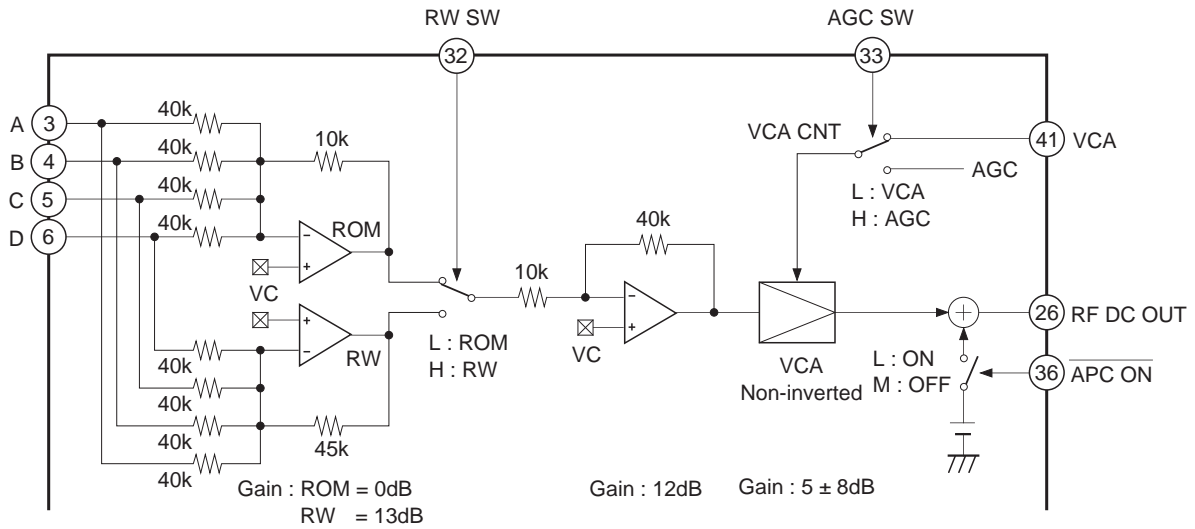 RW SW
AGC SW
32
33
A 3
40k
10k
VCA CNT
41 VCA
B 4
40k
AGC
C 5
40k
L : VCA
D 6
40k
H : AGC
−
ROM
40k
+
VC
10k
−
26 RF DC OUT
+
VC
+
RW
−
L : ROM
H : RW
+
VC
VCA
Non-inverted
L : ON
M : OFF
36 APC ON
40k
40k
40k
45k
40k
Gain : ROM = 0dB
RW = 13dB
Gain : 12dB
Gain : 5 ± 8dB